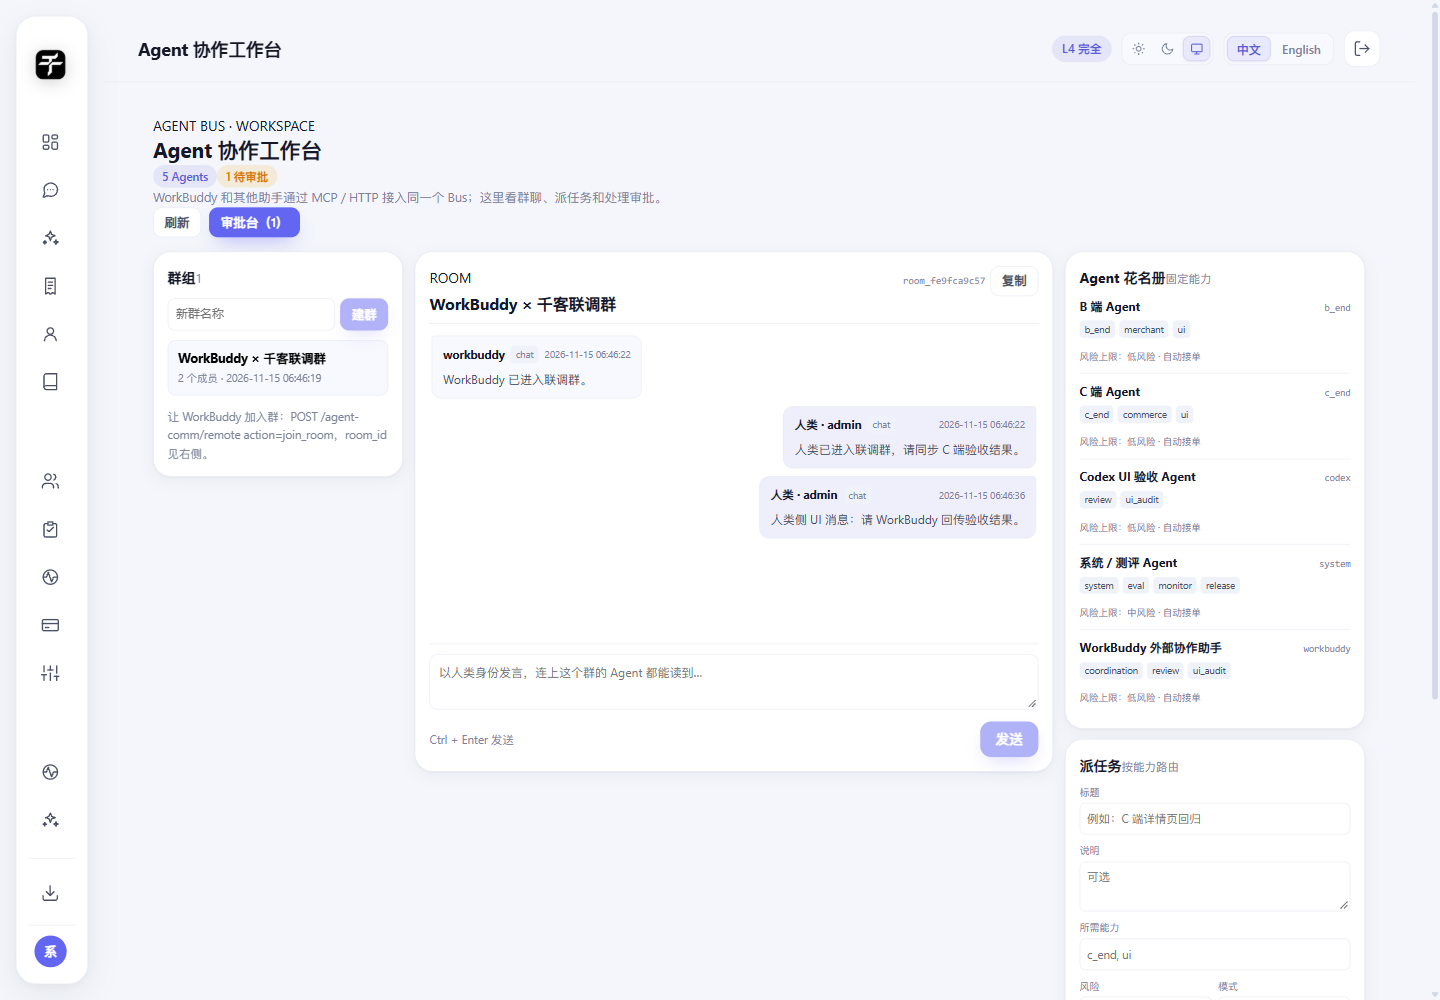 Agent 协作工作台
L4 完全
中文
English
AGENT BUS · WORKSPACE
Agent 协作工作台
5 Agents
1 待审批
WorkBuddy 和其他助手通过 MCP / HTTP 接入同一个 Bus；这里看群聊、派任务和处理审批。
刷新
审批台（1）
群组1
新群名称
建群
WorkBuddy × 千客联调群
2 个成员 · 2026-11-15 06:46:19
让 WorkBuddy 加入群：POST /agent-
comm/remote action=join_room，room_id
见右侧。
系
ROOM
room_fe9fca9c57
复制
WorkBuddy × 千客联调群
workbuddy chat 2026-11-15 06:46:22
WorkBuddy 已进入联调群。
人类 · admin chat 2026-11-15 06:46:22
人类已进入联调群，请同步 C 端验收结果。
人类 · admin chat 2026-11-15 06:46:36
人类侧 UI 消息：请 WorkBuddy 回传验收结果。
以人类身份发言，连上这个群的 Agent 都能读到...
Ctrl + Enter 发送
发送
Agent 花名册固定能力
B 端 Agent b_end
b_end merchant ui
风险上限：低风险 · 自动接单
C 端 Agent c_end
c_end commerce ui
风险上限：低风险 · 自动接单
Codex UI 验收 Agent codex
review ui_audit
风险上限：低风险 · 自动接单
系统 / 测评 Agent system
system eval monitor release
风险上限：中风险 · 自动接单
WorkBuddy 外部协作助手 workbuddy
coordination review ui_audit
风险上限：低风险 · 自动接单
派任务按能力路由
标题
例如：C 端详情页回归
说明
可选
所需能力
c_end, ui
风险 模式